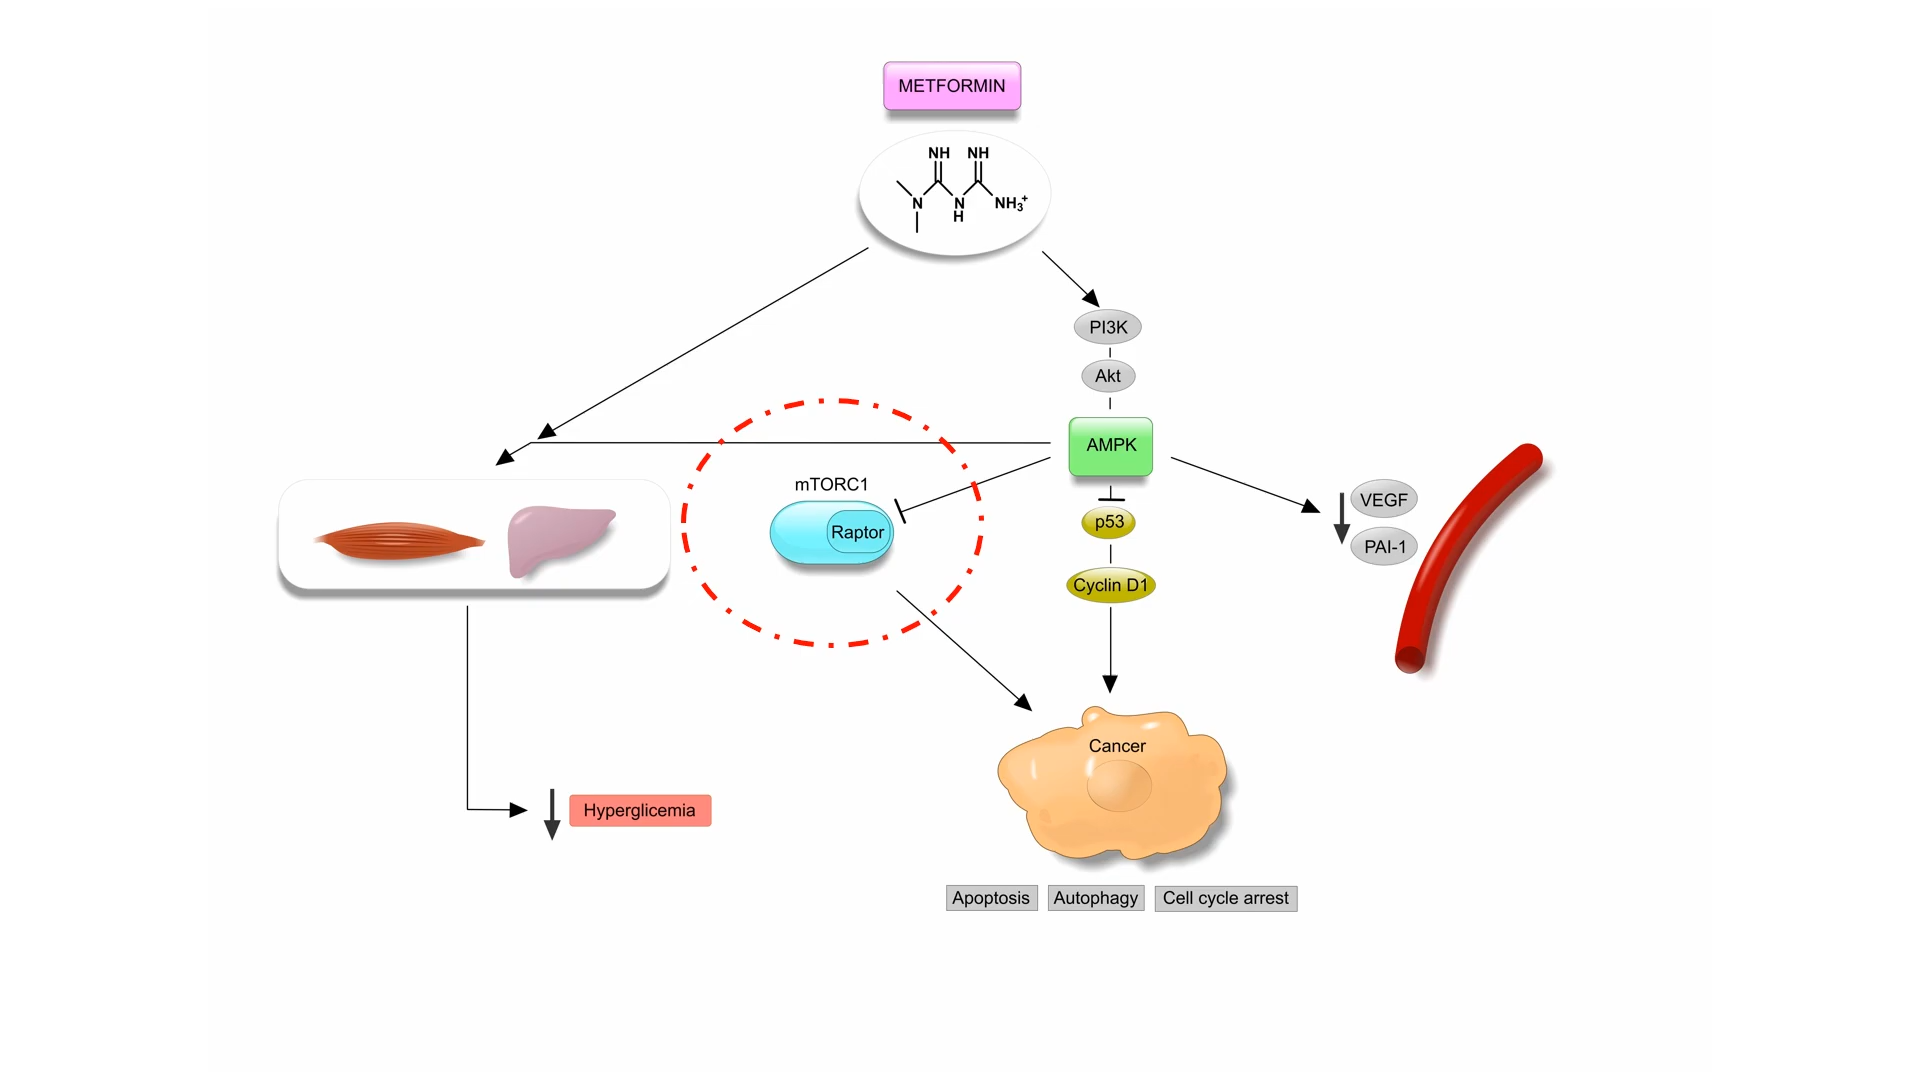 METFORMIN
NH NH
N N NH₃⁺
H
PI3K
Akt
AMPK
mTORC1
Raptor
p53
Cyclin D1
VEGF
PAI-1
Cancer
Hyperglicemia
Apoptosis Autophagy Cell cycle arrest